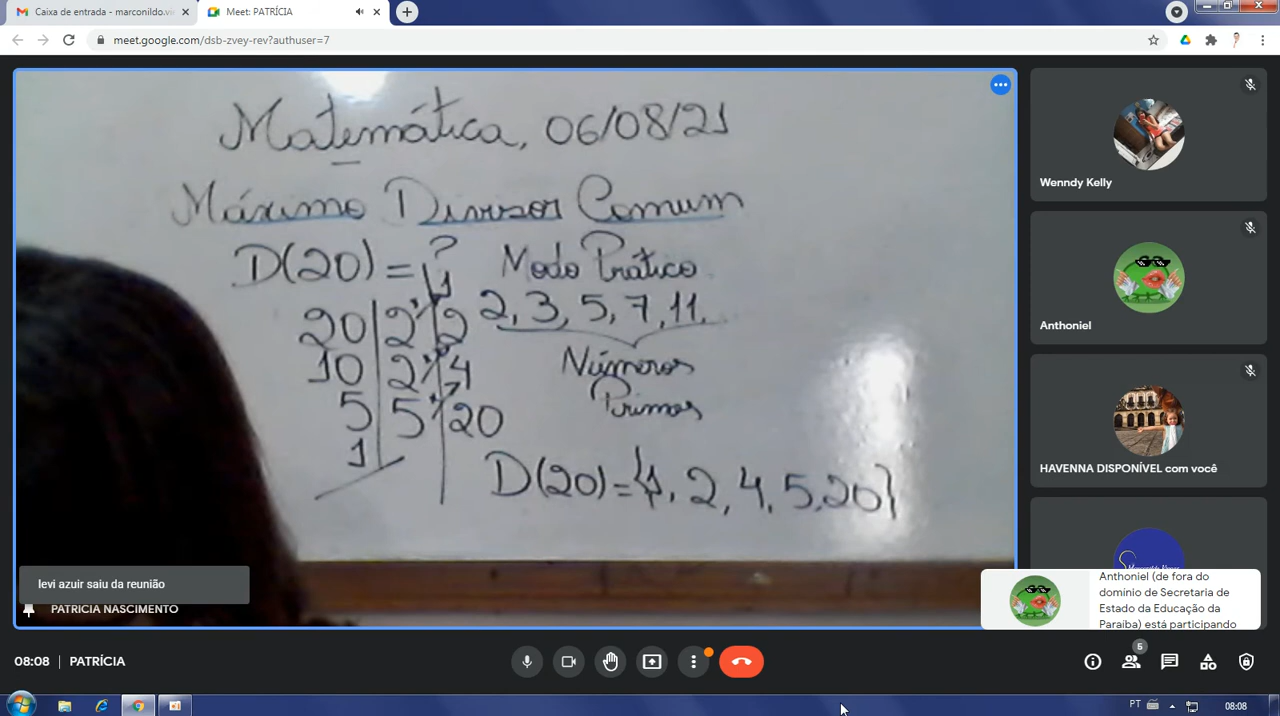 Caixa de entrada - marconildo.vi
Meet: PATRÍCIA
meet.google.com/dsb-zvey-rev?authuser=7
Matemática, 06/08/21
Máximo Divisor Comum
D(20) = ?
Modo Prático
1
2, 3, 5, 7, 11,
20 2 2
10 2 4
5 5 20
1
Números
Primos
D(20) = {1, 2, 4, 5, 20}
levi azuir saiu da reunião
PATRICIA NASCIMENTO
Wenndy Kelly
Anthoniel
HAVENNA DISPONÍVEL com você
Anthoniel (de fora do
domínio de Secretaria de
Estado da Educação da
Paraíba) está participando
08:08 | PATRÍCIA
5
PT
08:08